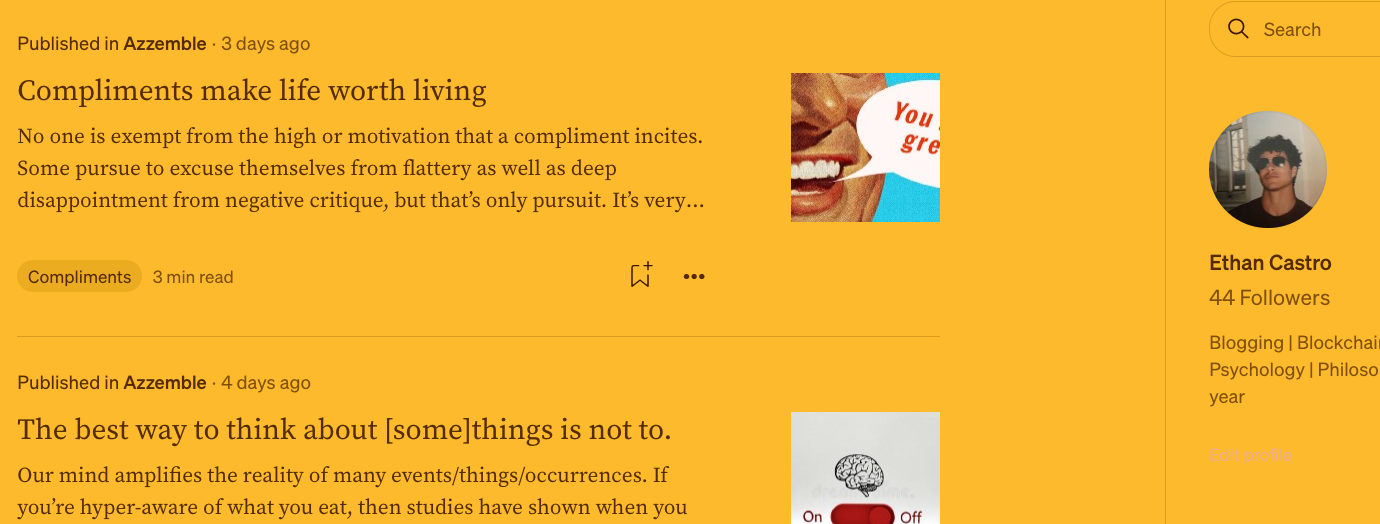 Published in Azzemble · 3 days ago
Compliments make life worth living
No one is exempt from the high or motivation that a compliment incites.
Some pursue to excuse themselves from flattery as well as deep
disappointment from negative critique, but that’s only pursuit. It’s very…
You
gre
Compliments
3 min read
Published in Azzemble · 4 days ago
The best way to think about [some]things is not to.
Our mind amplifies the reality of many events/things/occurrences. If
you’re hyper-aware of what you eat, then studies have shown when you
On
Off
Search
Ethan Castro
44 Followers
Blogging | Blockchai
Psychology | Philoso
year
Edit profile